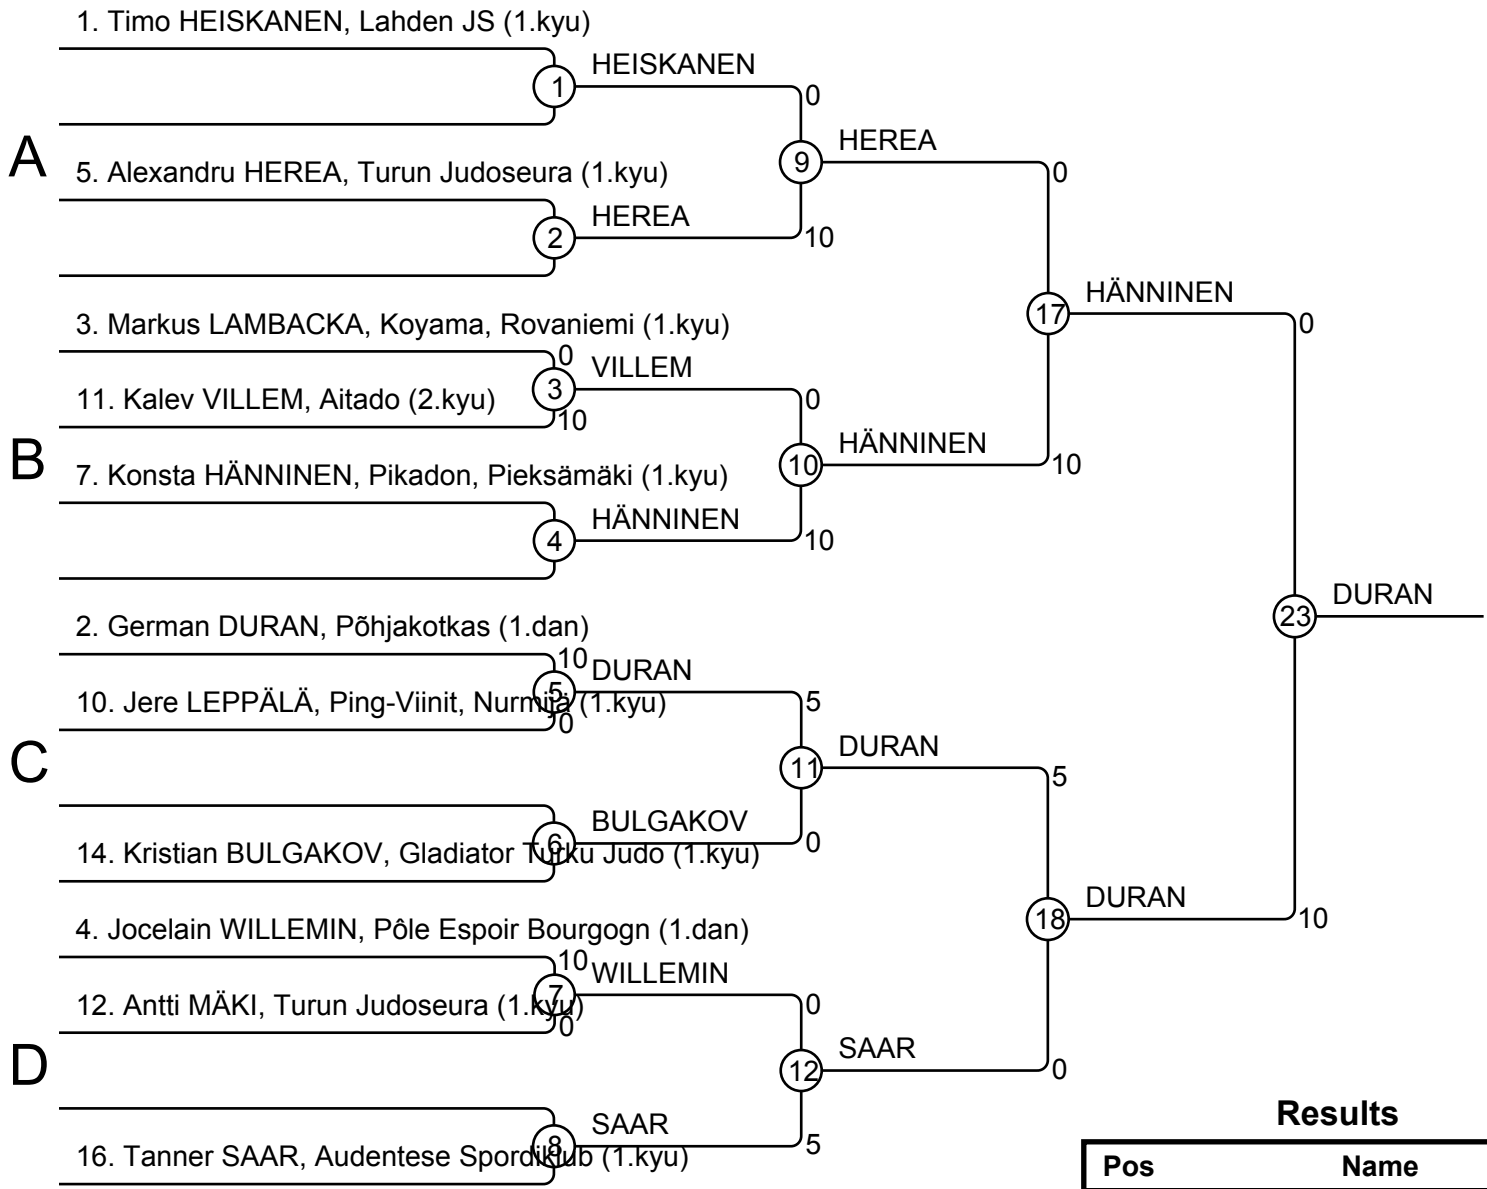 1. Timo HEISKANEN, Lahden JS (1.kyu)
1
HEISKANEN
0
A
5. Alexandru HEREA, Turun Judoseura (1.kyu)
9
HEREA
0
2
HEREA
10
3. Markus LAMBACKA, Koyama, Rovaniemi (1.kyu)
17
HÄNNINEN
0
0
3
VILLEM
0
11. Kalev VILLEM, Aitado (2.kyu)
10
B
10
HÄNNINEN
10
7. Konsta HÄNNINEN, Pikadon, Pieksämäki (1.kyu)
4
HÄNNINEN
10
2. German DURAN, Põhjakotkas (1.dan)
23
DURAN
10
5
DURAN
5
10. Jere LEPPÄLÄ, Ping-Viinit, Nurmijä (1.kyu)
0
C
11
DURAN
5
6
BULGAKOV
0
14. Kristian BULGAKOV, Gladiator Turku Judo (1.kyu)
18
DURAN
10
4. Jocelain WILLEMIN, Pôle Espoir Bourgogn (1.dan)
10
7
WILLEMIN
0
12. Antti MÄKI, Turun Judoseura (1.kyu)
0
D
12
SAAR
0
8
SAAR
5
16. Tanner SAAR, Audentese Spordiklub (1.kyu)
Results
Pos Name